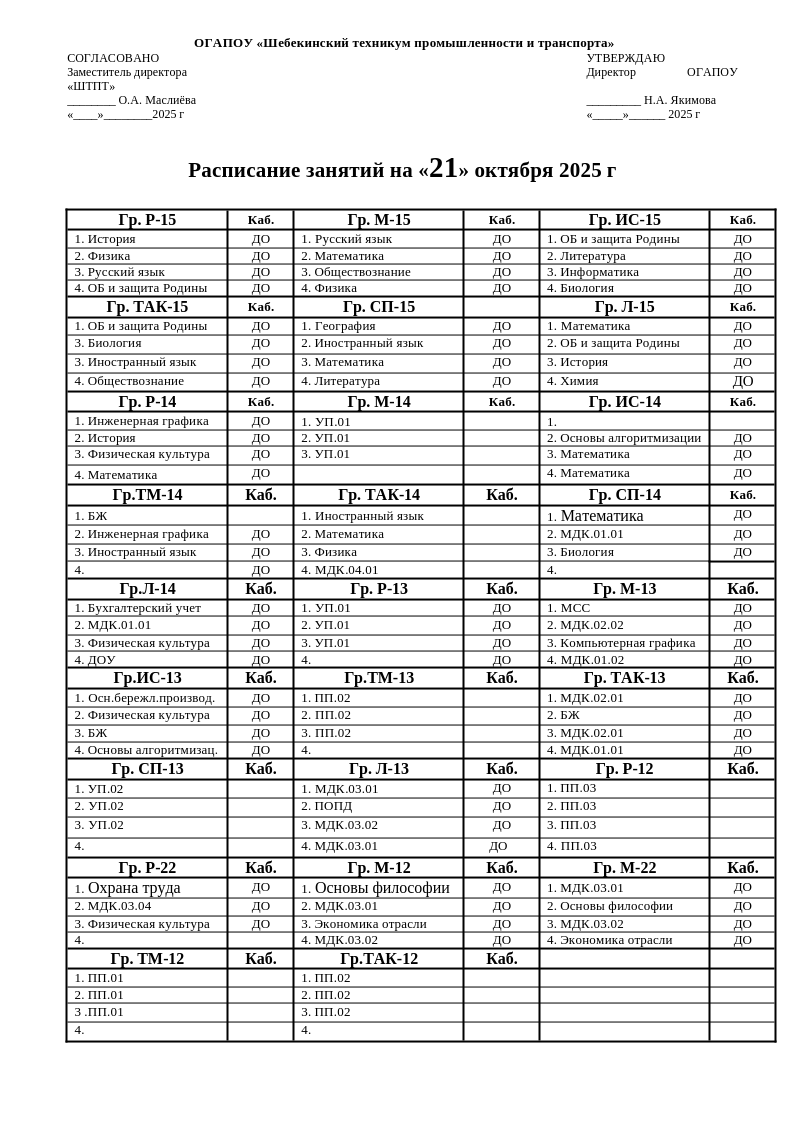 ОГАПОУ «Шебекинский техникум промышленности и транспорта»
СОГЛАСОВАНО УТВЕРЖДАЮ
Заместитель директора Директор ОГАПОУ
«ШТПТ»
________ О.А. Маслиёва _________ Н.А. Якимова
«____»________2025 г «_____»______ 2025 г
Расписание занятий на «21» октября 2025 г
Гр. Р-15 Каб. Гр. М-15 Каб. Гр. ИС-15 Каб.
1. История ДО 1. Русский язык ДО 1. ОБ и защита Родины ДО
2. Физика ДО 2. Математика ДО 2. Литература ДО
3. Русский язык ДО 3. Обществознание ДО 3. Информатика ДО
4. ОБ и защита Родины ДО 4. Физика ДО 4. Биология ДО
Гр. ТАК-15 Каб. Гр. СП-15 Гр. Л-15 Каб.
1. ОБ и защита Родины ДО 1. География ДО 1. Математика ДО
3. Биология ДО 2. Иностранный язык ДО 2. ОБ и защита Родины ДО
3. Иностранный язык ДО 3. Математика ДО 3. История ДО
4. Обществознание ДО 4. Литература ДО 4. Химия ДО
Гр. Р-14 Каб. Гр. М-14 Каб. Гр. ИС-14 Каб.
1. Инженерная графика ДО 1. УП.01 1.
2. История ДО 2. УП.01 2. Основы алгоритмизации ДО
3. Физическая культура ДО 3. УП.01 3. Математика ДО
4. Математика ДО 4. Математика ДО
Гр.ТМ-14 Каб. Гр. ТАК-14 Каб. Гр. СП-14 Каб.
1. БЖ 1. Иностранный язык 1. Математика ДО
2. Инженерная графика ДО 2. Математика 2. МДК.01.01 ДО
3. Иностранный язык ДО 3. Физика 3. Биология ДО
4. ДО 4. МДК.04.01 4.
Гр.Л-14 Каб. Гр. Р-13 Каб. Гр. М-13 Каб.
1. Бухгалтерский учет ДО 1. УП.01 ДО 1. МСС ДО
2. МДК.01.01 ДО 2. УП.01 ДО 2. МДК.02.02 ДО
3. Физическая культура ДО 3. УП.01 ДО 3. Компьютерная графика ДО
4. ДОУ ДО 4. ДО 4. МДК.01.02 ДО
Гр.ИС-13 Каб. Гр.ТМ-13 Каб. Гр. ТАК-13 Каб.
1. Осн.бережл.производ. ДО 1. ПП.02 1. МДК.02.01 ДО
2. Физическая культура ДО 2. ПП.02 2. БЖ ДО
3. БЖ ДО 3. ПП.02 3. МДК.02.01 ДО
4. Основы алгоритмизац. ДО 4. 4. МДК.01.01 ДО
Гр. СП-13 Каб. Гр. Л-13 Каб. Гр. Р-12 Каб.
1. УП.02 1. МДК.03.01 ДО 1. ПП.03
2. УП.02 2. ПОПД ДО 2. ПП.03
3. УП.02 3. МДК.03.02 ДО 3. ПП.03
4. 4. МДК.03.01 ДО 4. ПП.03
Гр. Р-22 Каб. Гр. М-12 Каб. Гр. М-22 Каб.
1. Охрана труда ДО 1. Основы философии ДО 1. МДК.03.01 ДО
2. МДК.03.04 ДО 2. МДК.03.01 ДО 2. Основы философии ДО
3. Физическая культура ДО 3. Экономика отрасли ДО 3. МДК.03.02 ДО
4. 4. МДК.03.02 ДО 4. Экономика отрасли ДО
Гр. ТМ-12 Каб. Гр.ТАК-12 Каб.
1. ПП.01 1. ПП.02
2. ПП.01 2. ПП.02
3 .ПП.01 3. ПП.02
4. 4.